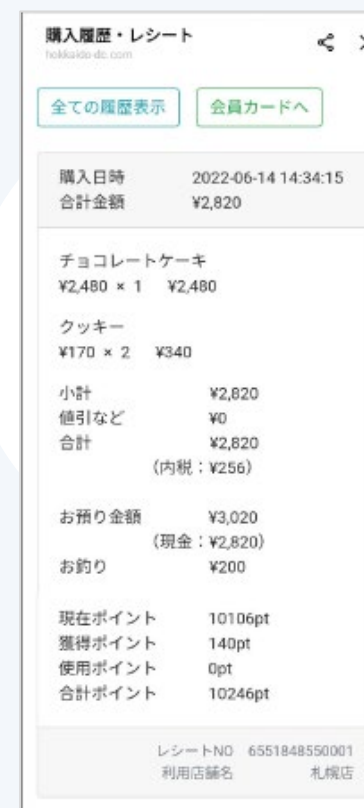 購入履歴・レシート
hokkaido-dc.com
全ての履歴表示 会員カードへ
購入日時 2022-06-14 14:34:15
合計金額 ¥2,820
チョコレートケーキ
¥2,480 × 1 ¥2,480
クッキー
¥170 × 2 ¥340
小計 ¥2,820
値引など ¥0
合計 ¥2,820
(内税：¥256)
お預り金額 ¥3,020
(現金：¥2,820)
お釣り ¥200
現在ポイント 10106pt
獲得ポイント 140pt
使用ポイント 0pt
合計ポイント 10246pt
レシートNO 6551848550001
利用店舗名 札幌店